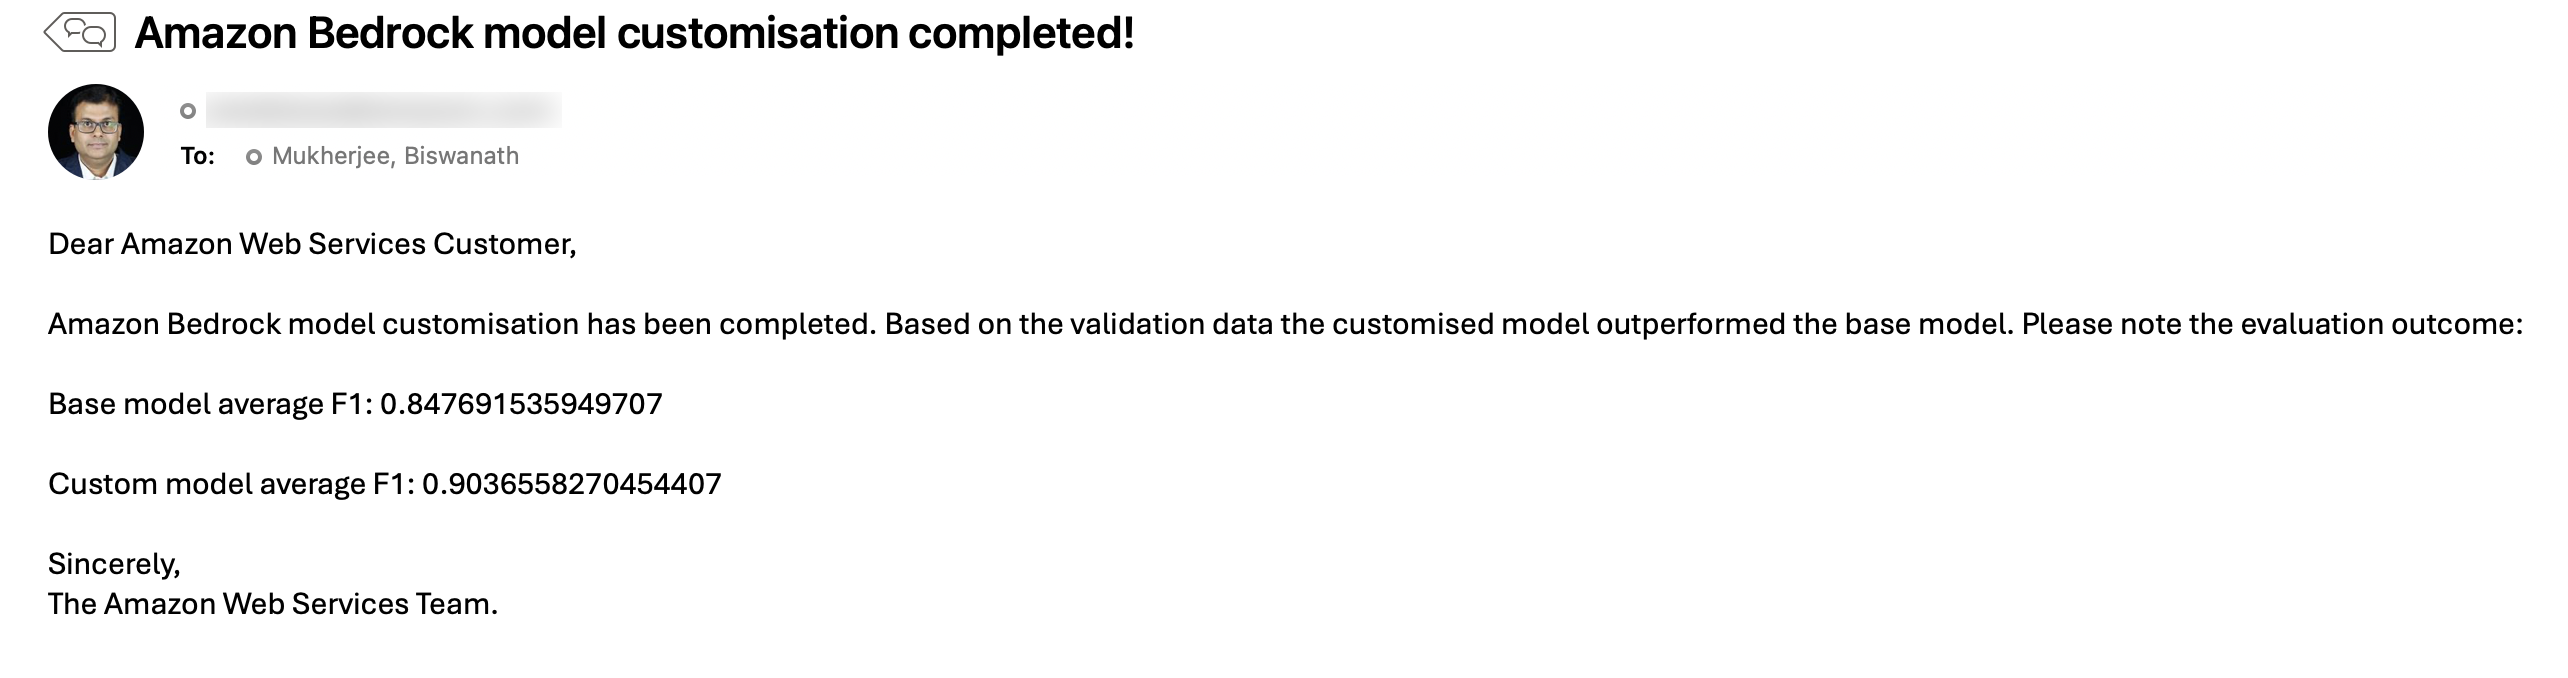 Amazon Bedrock model customisation completed!
To: Mukherjee, Biswanath
Dear Amazon Web Services Customer,
Amazon Bedrock model customisation has been completed. Based on the validation data the customised model outperformed the base model. Please note the evaluation outcome:
Base model average F1: 0.847691535949707
Custom model average F1: 0.9036558270454407
Sincerely,
The Amazon Web Services Team.